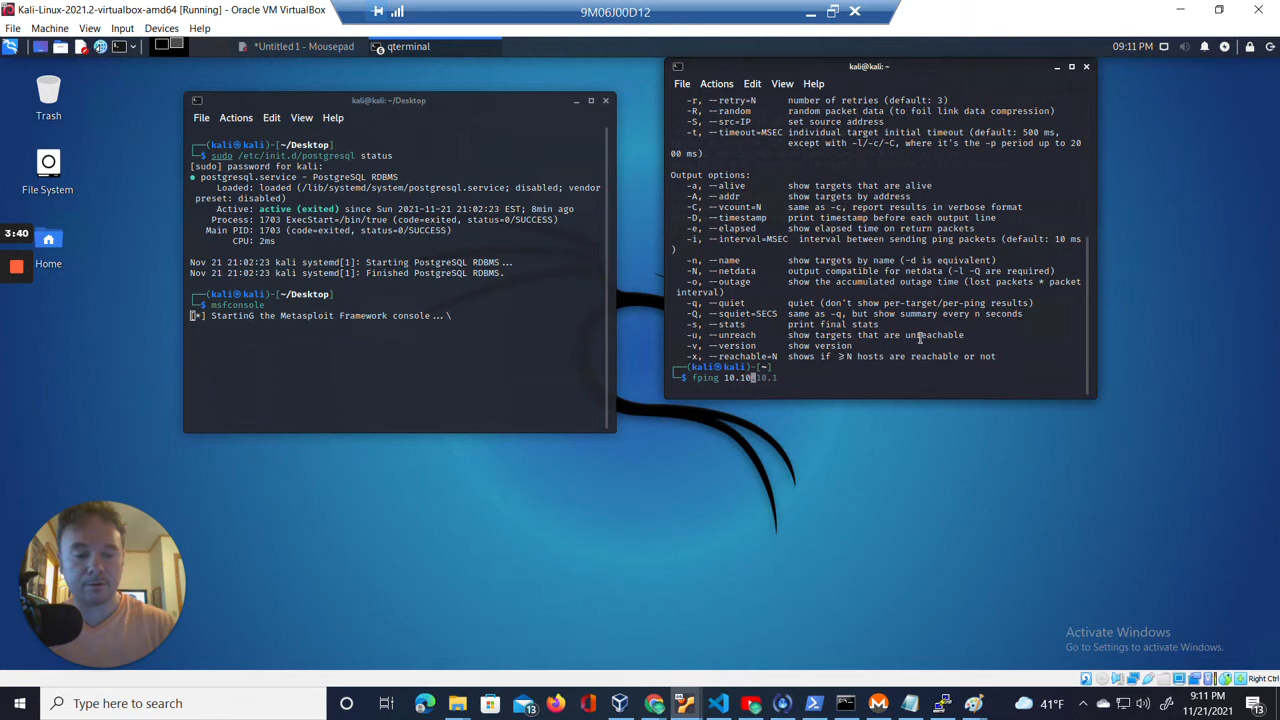 Kali-Linux-2021.2-virtualbox-amd64 [Running] - Oracle VM VirtualBox
9M06J00D12
File Machine View Input Devices Help
*Untitled 1 - Mousepad
qterminal
6
09:11 PM
Trash
File System
Home
3:40
kali@kali: ~/Desktop
File Actions Edit View Help
┌──(kali㉿kali)-[~/Desktop]
└─$ sudo /etc/init.d/postgresql status
[sudo] password for kali:
● postgresql.service - PostgreSQL RDBMS
Loaded: loaded (/lib/systemd/system/postgresql.service; disabled; vendor
preset: disabled)
Active: active (exited) since Sun 2021-11-21 21:02:23 EST; 8min ago
Process: 1703 ExecStart=/bin/true (code=exited, status=0/SUCCESS)
Main PID: 1703 (code=exited, status=0/SUCCESS)
CPU: 2ms
Nov 21 21:02:23 kali systemd[1]: Starting PostgreSQL RDBMS...
Nov 21 21:02:23 kali systemd[1]: Finished PostgreSQL RDBMS.
┌──(kali㉿kali)-[~/Desktop]
└─$ msfconsole
[*] StartinG the Metasploit Framework console...\
kali@kali: ~
File Actions Edit View Help
-r, --retry=N number of retries (default: 3)
-R, --random random packet data (to foil link data compression)
-S, --src=IP set source address
-t, --timeout=MSEC individual target initial timeout (default: 500 ms,
except with -l/-c/-C, where it's the -p period up to 20
00 ms)
Output options:
-a, --alive show targets that are alive
-A, --addr show targets by address
-C, --vcount=N same as -c, report results in verbose format
-D, --timestamp print timestamp before each output line
-e, --elapsed show elapsed time on return packets
-i, --interval=MSEC interval between sending ping packets (default: 10 ms
)
-n, --name show targets by name (-d is equivalent)
-N, --netdata output compatible for netdata (-l -Q are required)
-o, --outage show the accumulated outage time (lost packets * packet
interval)
-q, --quiet quiet (don't show per-target/per-ping results)
-Q, --squiet=SECS same as -q, but show summary every n seconds
-s, --stats print final stats
-u, --unreach show targets that are unreachable
-v, --version show version
-x, --reachable=N shows if >=N hosts are reachable or not
┌──(kali㉿kali)-[~]
└─$ fping 10.10.10.1
Activate Windows
Go to Settings to activate Windows.
Right Ctrl
Type here to search
13
41°F
9:11 PM
11/21/2021
13